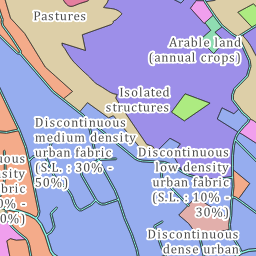 Pastures
Arable land
(annual crops)
Isolated
structures
Discontinuous
medium density
urban fabric
(S.L. : 30% -
50%)
Discontinuous
low density
urban fabric
(S.L. : 10% -
30%)
Discontinuous
dense urban